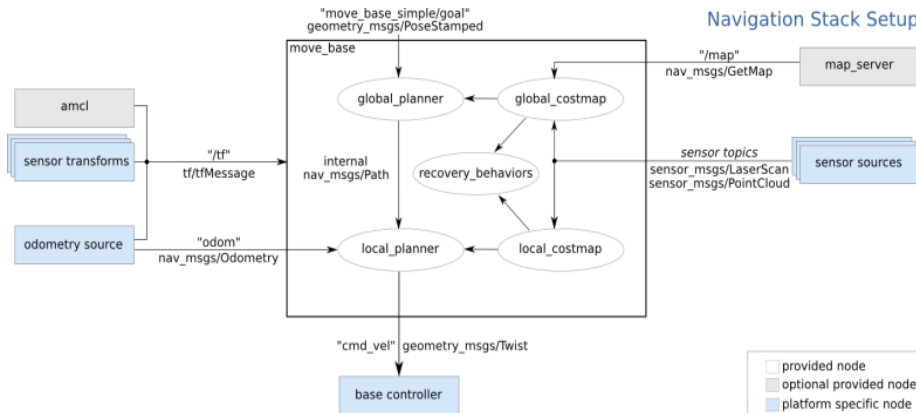 Navigation Stack Setup
"move_base_simple/goal"
geometry_msgs/PoseStamped
move_base
"/map"
nav_msgs/GetMap
map_server
amcl
global_planner
global_costmap
sensor transforms
"/tf"
tf/tfMessage
internal
nav_msgs/Path
recovery_behaviors
sensor topics
sensor_msgs/LaserScan
sensor_msgs/PointCloud
sensor sources
odometry source
"odom"
nav_msgs/Odometry
local_planner
local_costmap
"cmd_vel" geometry_msgs/Twist
base controller
provided node
optional provided node
platform specific node